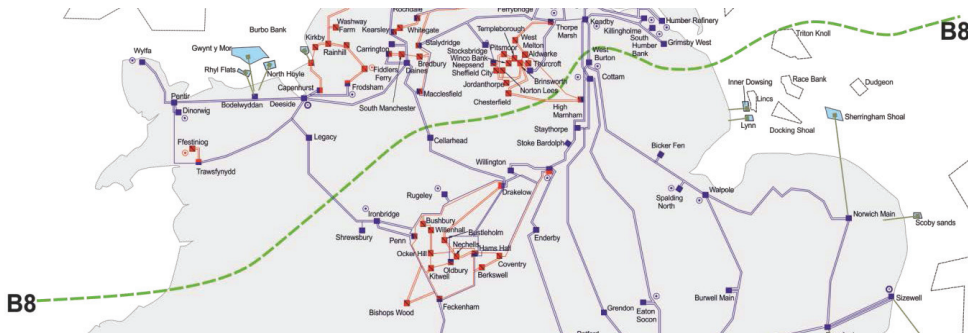 Rochdale
Ferrybridge
Washway
Farm
Kearsley
Whitegate
Templeborough
Thorpe
Marsh
Keadby
Killingholme
Humber Refinery
South
Humber
Bank
Grimsby West
Triton Knoll
B8
Burbo Bank
Kirkby
Rainhill
Carrington
Stalybridge
Stocksbridge
Pitsmoor
West
Melton
Aldwarke
Winco Bank
Thurcroft
Neepsend
Sheffield City
Brinsworth
Jordanthorpe
Norton Lees
Chesterfield
West
Burton
Cottam
High
Marnham
Wylfa
Gwynt y Mor
Rhyl Flats
North Hoyle
Capenhurst
Fiddlers
Ferry
Daines
Bredbury
Frodsham
South Manchester
Macclesfield
Pentir
Dinorwig
Bodelwyddan
Deeside
Inner Dowsing
Race Bank
Lincs
Dudgeon
Lynn
Docking Shoal
Sherringham Shoal
Legacy
Cellarhead
Staythorpe
Stoke Bardolph
Ffestiniog
Trawsfynydd
Willington
Bicker Fen
Rugeley
Drakelow
Spalding
North
Walpole
Ironbridge
Shrewsbury
Bushbury
Willenhall
Bustleholm
Penn
Nechells
Hams Hall
Ocker Hill
Oldbury
Coventry
Kitwell
Berkswell
Enderby
Norwich Main
Scoby sands
B8
Bishops Wood
Feckenham
Grendon
Eaton
Socon
Burwell Main
Sizewell